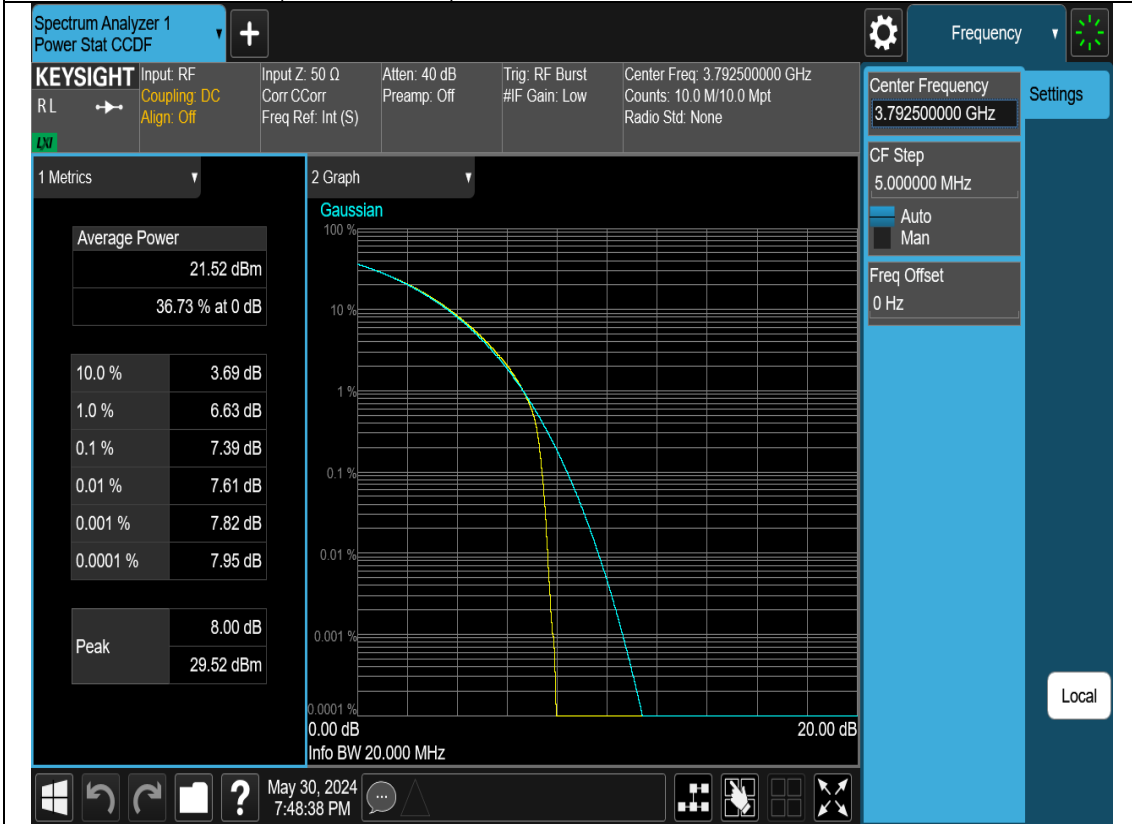 Spectrum Analyzer 1
Power Stat CCDF
Frequency
KEYSIGHT
RL
LXI
Input: RF
Coupling: DC
Align: Off
Input Z: 50 Ω
Corr CCorr
Freq Ref: Int (S)
Atten: 40 dB
Preamp: Off
Trig: RF Burst
#IF Gain: Low
Center Freq: 3.792500000 GHz
Counts: 10.0 M/10.0 Mpt
Radio Std: None
Center Frequency
3.792500000 GHz
Settings
CF Step
5.000000 MHz
Auto
Man
Freq Offset
0 Hz
Local
1 Metrics
Average Power
21.52 dBm
36.73 % at 0 dB
10.0 % 3.69 dB
1.0 % 6.63 dB
0.1 % 7.39 dB
0.01 % 7.61 dB
0.001 % 7.82 dB
0.0001 % 7.95 dB
Peak
8.00 dB
29.52 dBm
2 Graph
Gaussian
100 %
10 %
1 %
0.1 %
0.01 %
0.001 %
0.0001 %
0.00 dB 20.00 dB
Info BW 20.000 MHz
?
May 30, 2024
7:48:38 PM